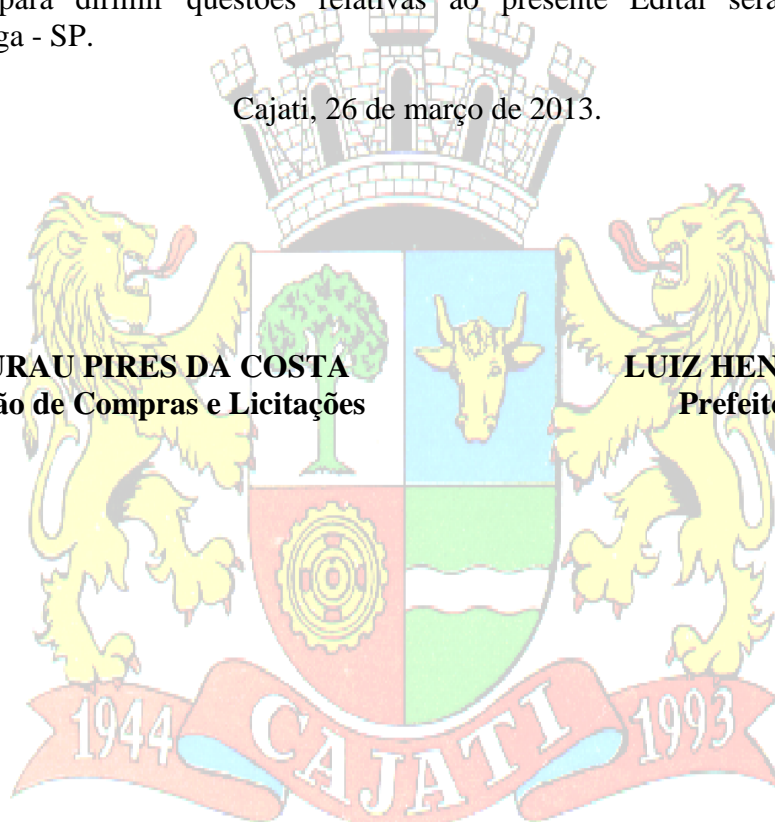 para dirimir questões relativas ao presente Edital será
ga - SP.
Cajati, 26 de março de 2013.
URAU PIRES DA COSTA
LUIZ HEN
ão de Compras e Licitações
Prefeito
1944 CAJATI 1993